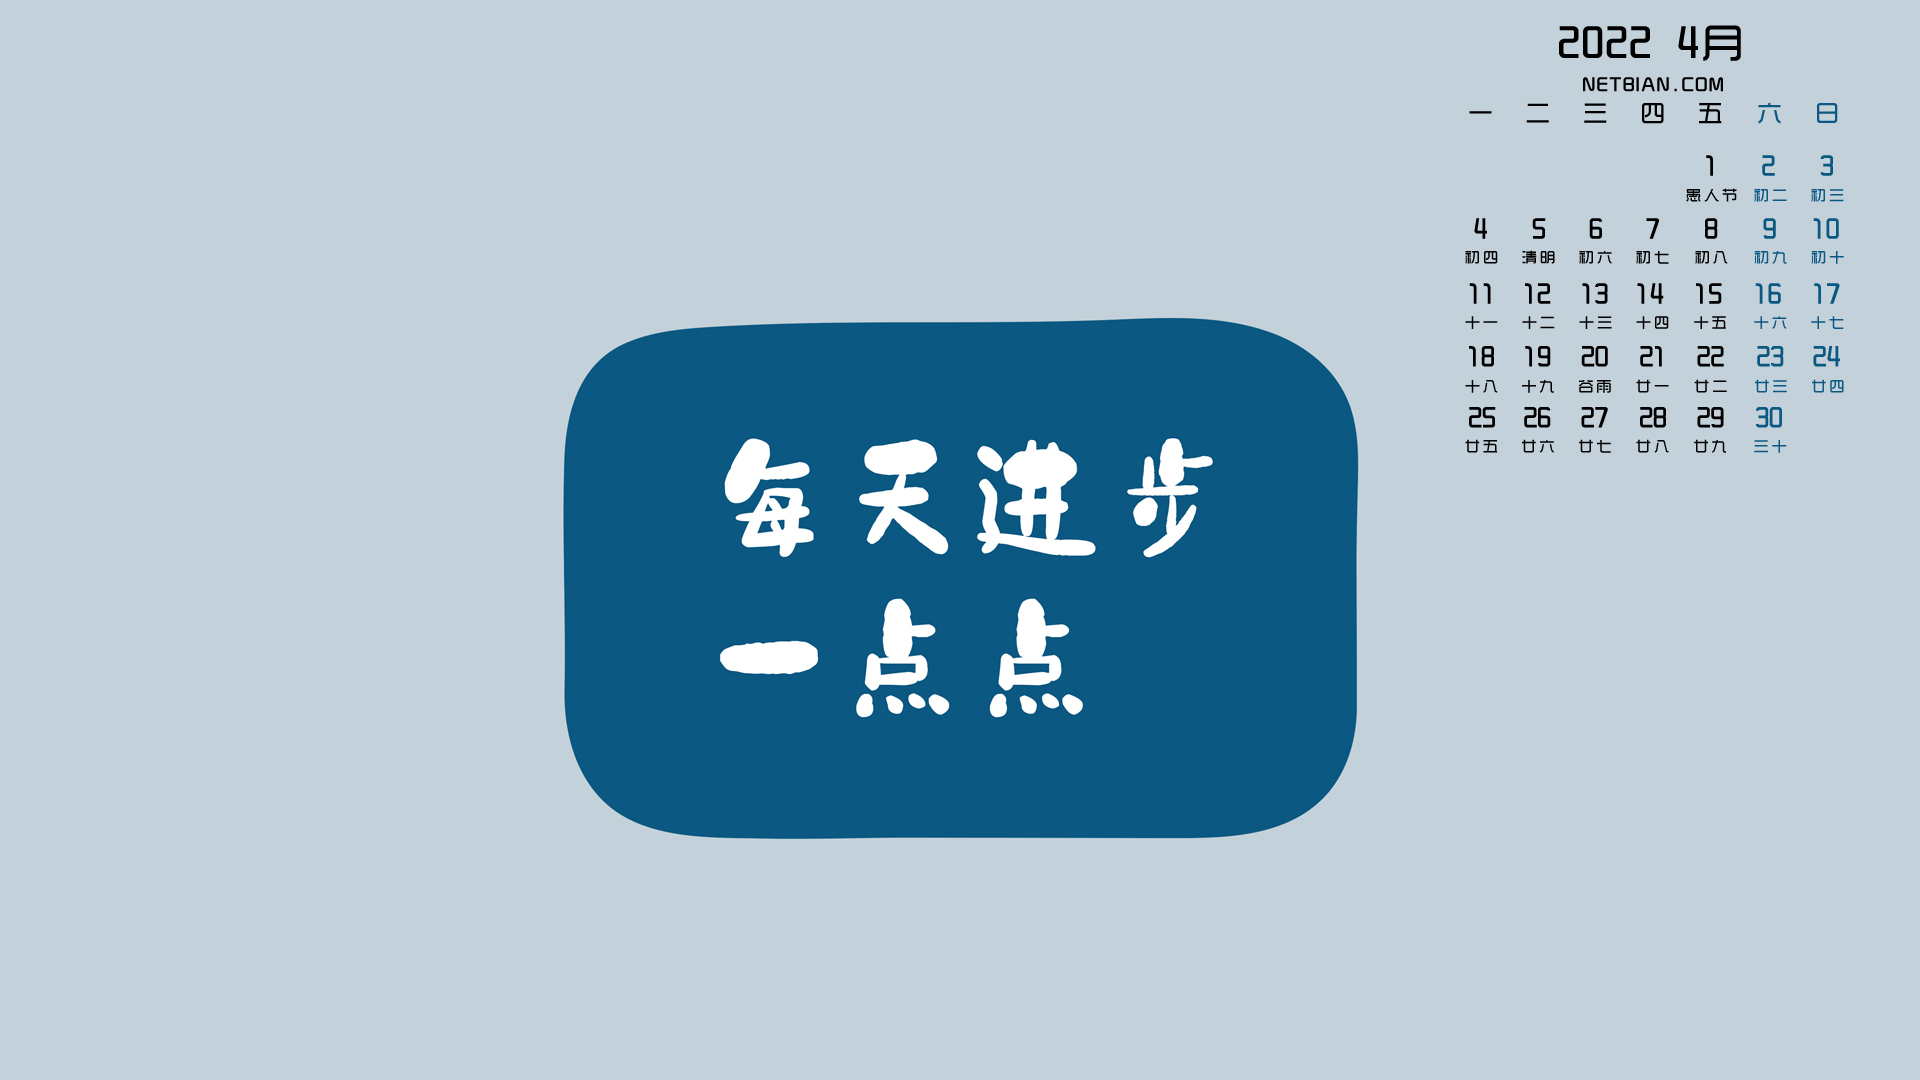 2022 4月
NETBIAN.COM
一 二 三 四 五 六 日
1 2 3
愚人节 初二 初三
4 5 6 7 8 9 10
初四 清明 初六 初七 初八 初九 初十
11 12 13 14 15 16 17
十一 十二 十三 十四 十五 十六 十七
18 19 20 21 22 23 24
十八 十九 谷雨 廿一 廿二 廿三 廿四
25 26 27 28 29 30
廿五 廿六 廿七 廿八 廿九 三十
每天进步
一点点